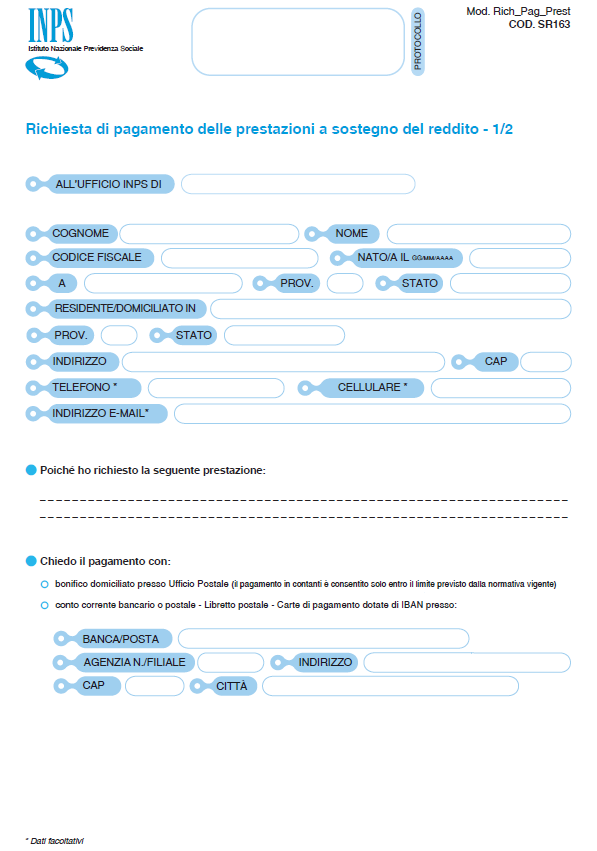 INPS
Istituto Nazionale Previdenza Sociale
PROTOCOLLO
Mod. Rich_Pag_Prest
COD. SR163
Richiesta di pagamento delle prestazioni a sostegno del reddito - 1/2
ALL'UFFICIO INPS DI
COGNOME NOME
CODICE FISCALE NATO/A IL GG/MM/AAAA
A PROV. STATO
RESIDENTE/DOMICILIATO IN
PROV. STATO
INDIRIZZO CAP
TELEFONO * CELLULARE *
INDIRIZZO E-MAIL*
Poiché ho richiesto la seguente prestazione:
Chiedo il pagamento con:
bonifico domiciliato presso Ufficio Postale (il pagamento in contanti è consentito solo entro il limite previsto dalla normativa vigente)
conto corrente bancario o postale - Libretto postale - Carte di pagamento dotate di IBAN presso:
BANCA/POSTA
AGENZIA N./FILIALE INDIRIZZO
CAP CITTÀ
* Dati facoltativi